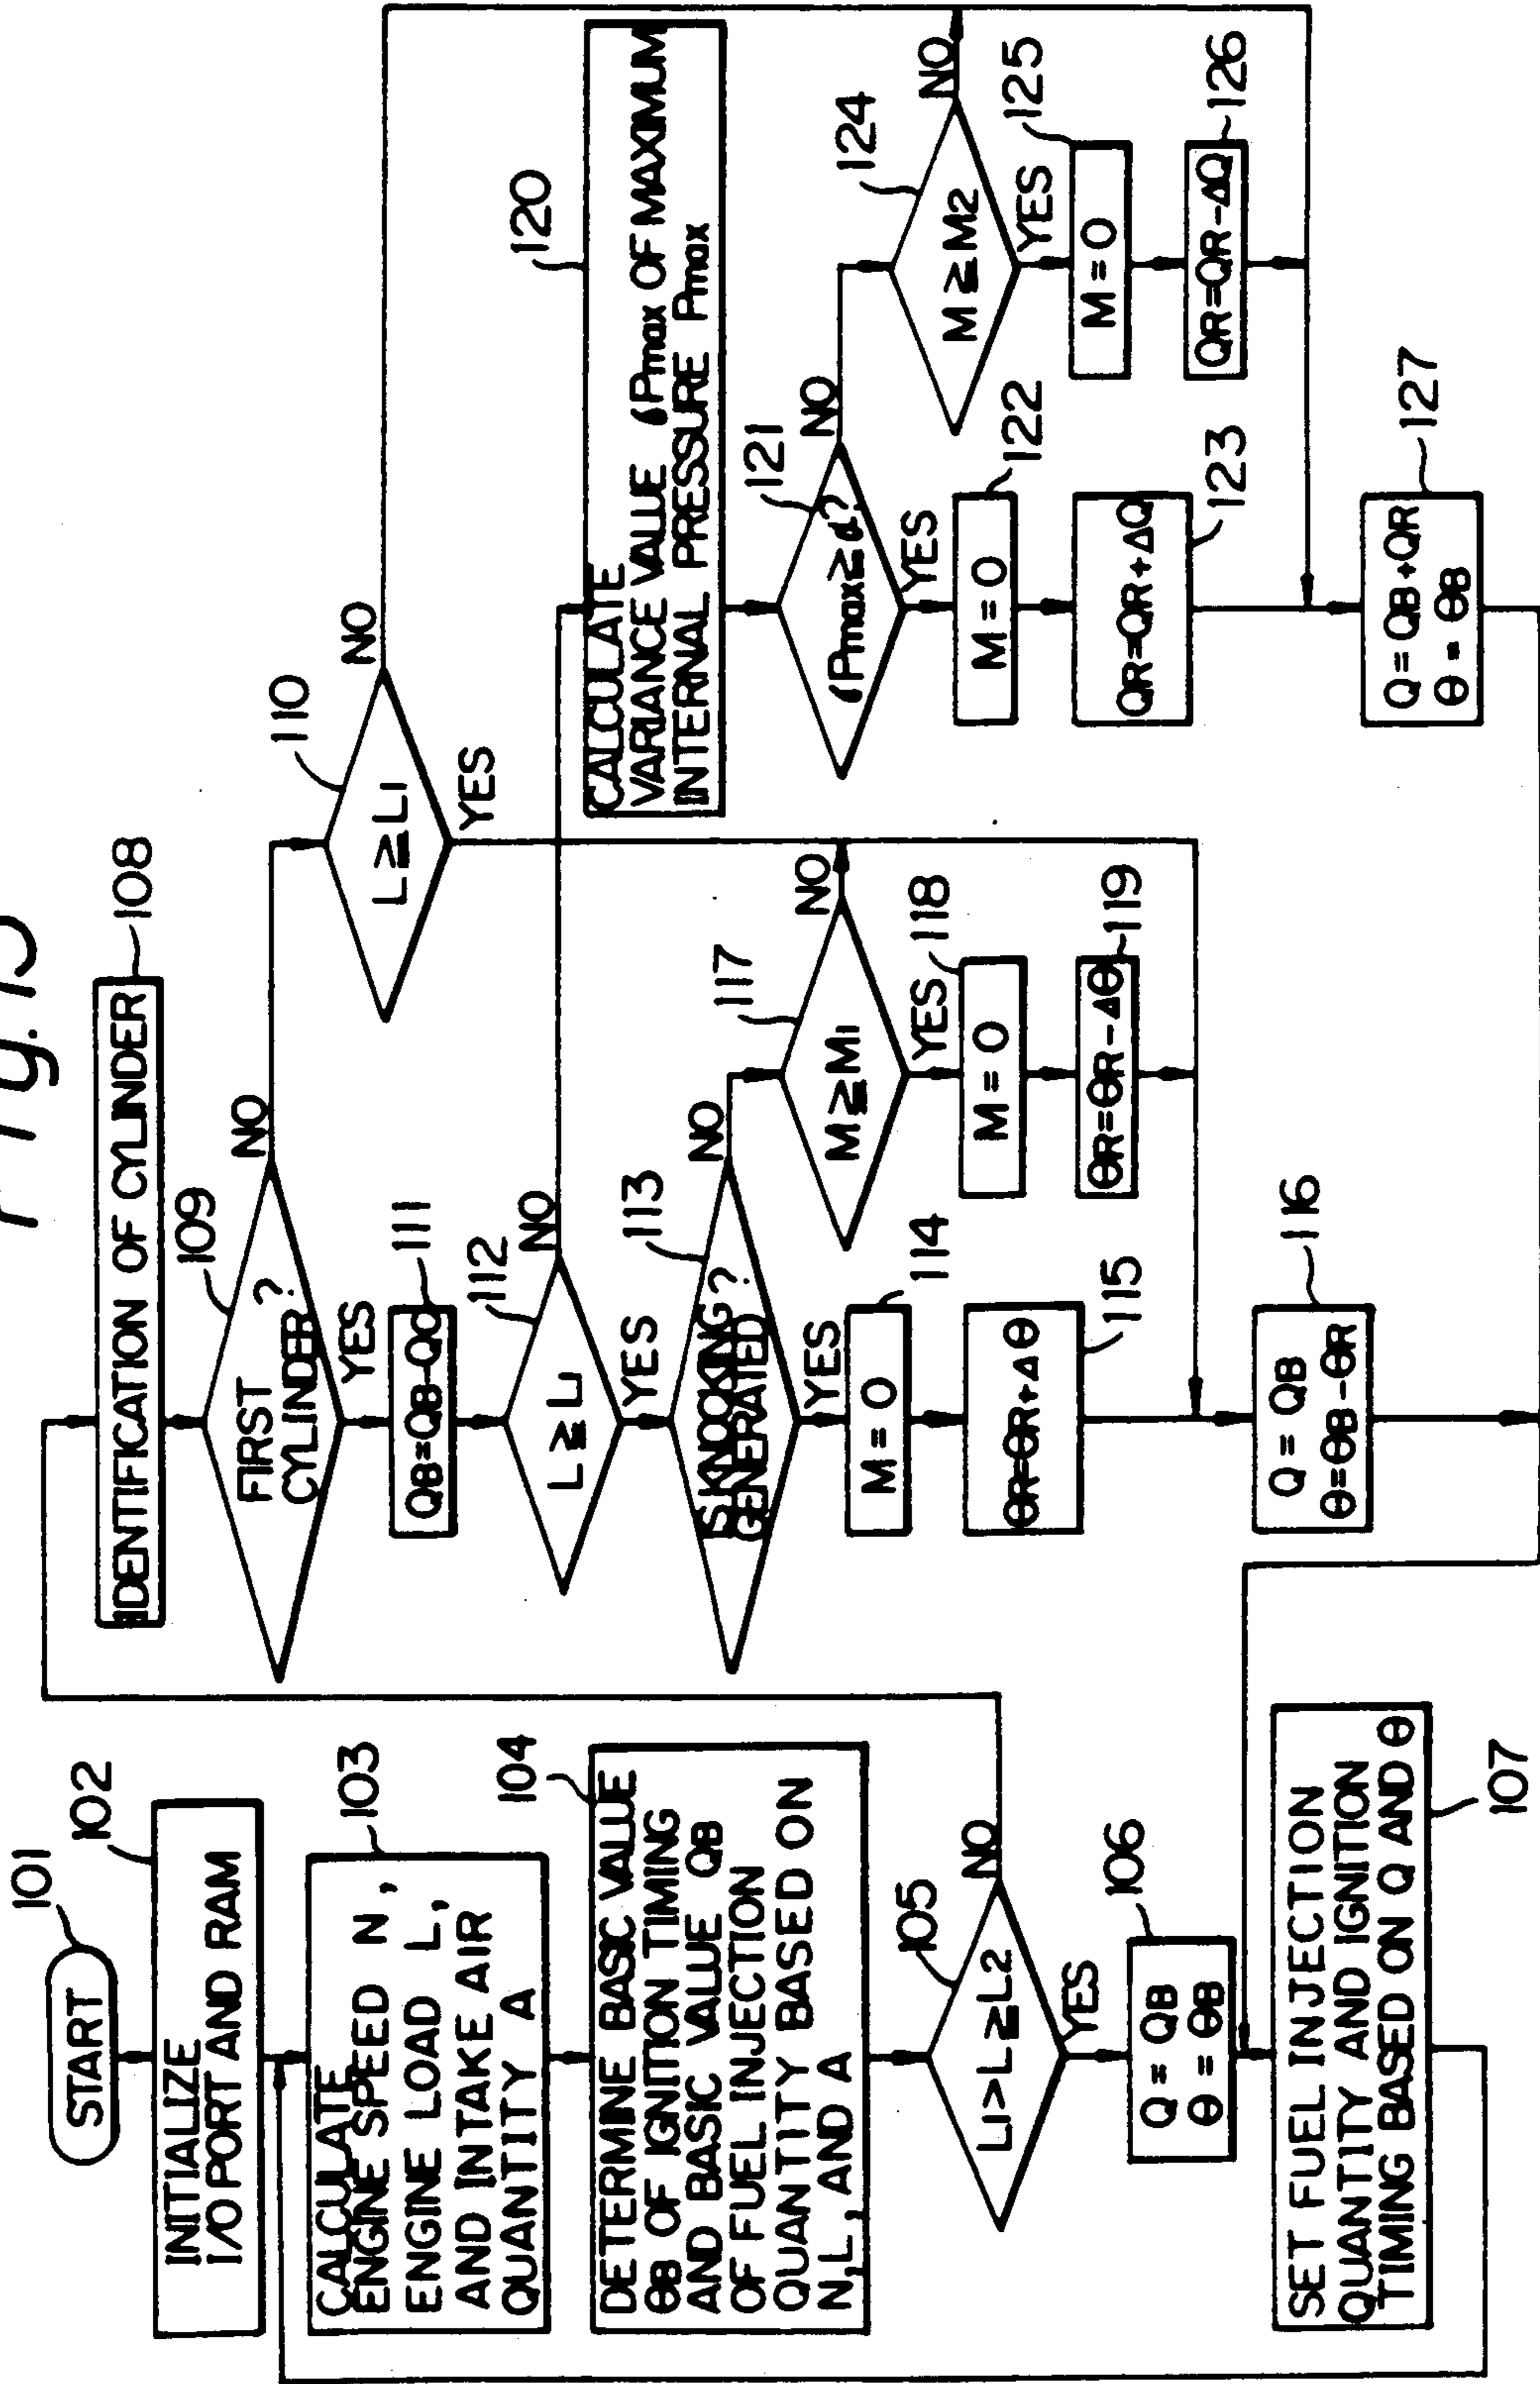 Fig.13
101
START
102
INITIALIZE
I/O PORT AND RAM
103
CALCULATE
ENGINE SPEED N,
ENGINE LOAD L,
AND INTAKE AIR
QUANTITY A
104
DETERMINE BASIC VALUE
θB OF IGNITION TIMING
AND BASIC VALUE QB
OF FUEL INJECTION
QUANTITY BASED ON
N,L, AND A
105
L1>L≧L2
NO
YES
106
Q = QB
θ = θB
SET FUEL INJECTION
QUANTITY AND IGNITION
TIMING BASED ON Q AND θ
107
IDENTIFICATION OF CYLINDER
108
109
FIRST
CYLINDER ?
NO
YES
110
L≧L1
NO
YES
111
QB=QB-QC
112
L≧L1
NO
YES
113
IS KNOCKING
GENERATED ?
NO
YES
114
M = 0
115
θR=θR+Δθ
116
Q = QB
θ=θB-θR
117
M≧M1
NO
YES
118
M = 0
119
θR=θR-Δθ
120
CALCULATE
VARIANCE VALUE σPmax OF MAXIMUM
INTERNAL PRESSURE Pmax
121
σPmax≧α?
NO
YES
122
M = 0
123
QR=QR+ΔQ
124
M≧M2
NO
YES
125
M = 0
126
QR=QR-ΔQ
127
Q = QB+QR
θ = θB